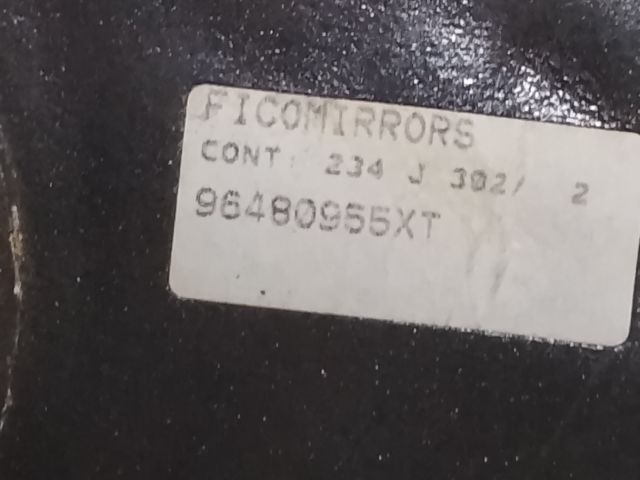 FICOMIRRORS
CONT: 234 J 302/ 2
96480955XT